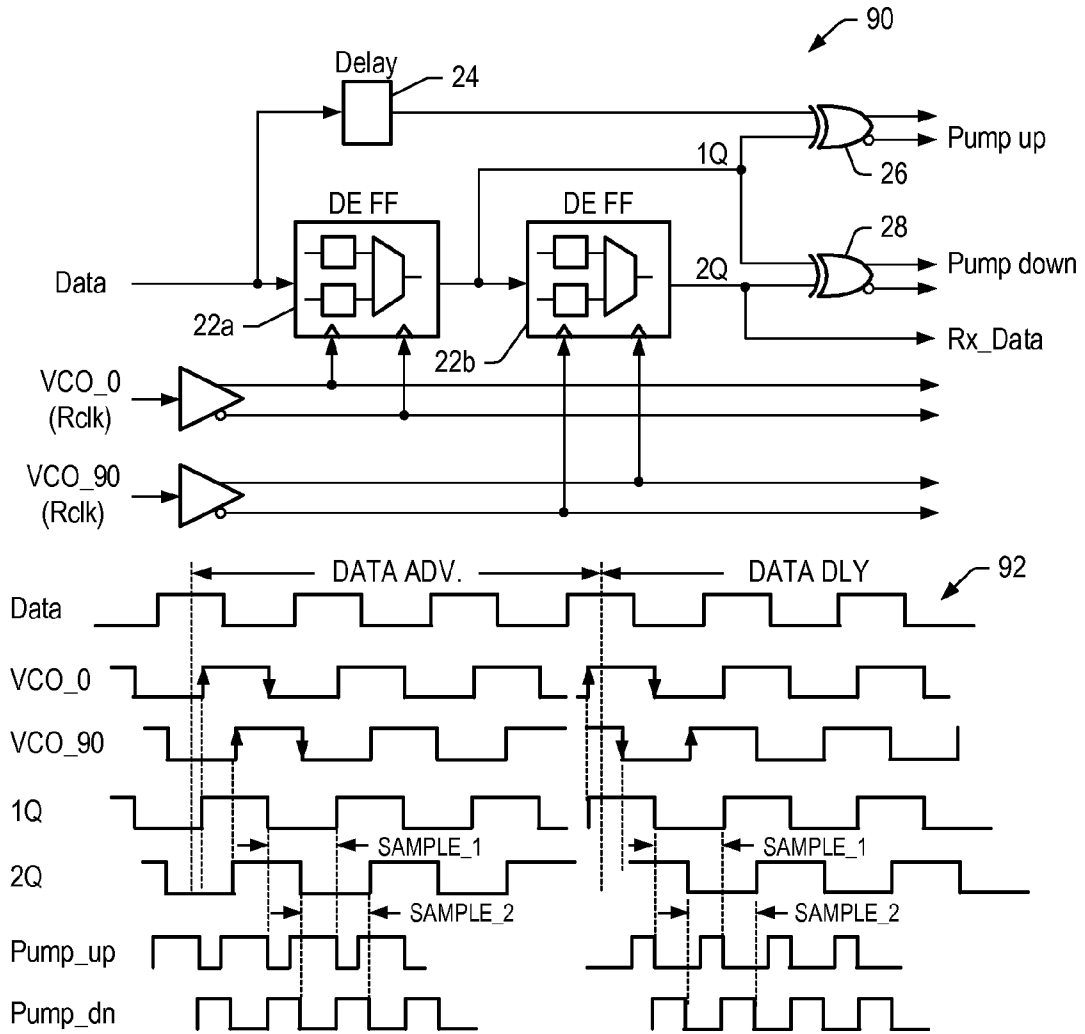 90
Delay
24
Pump up
26
1Q
DE FF
DE FF
28
Data
2Q
Pump down
22a
22b
Rx_Data
VCO_0
(Rclk)
VCO_90
(Rclk)
DATA ADV.
DATA DLY
92
Data
VCO_0
VCO_90
1Q
SAMPLE_1
SAMPLE_1
2Q
SAMPLE_2
SAMPLE_2
Pump_up
Pump_dn